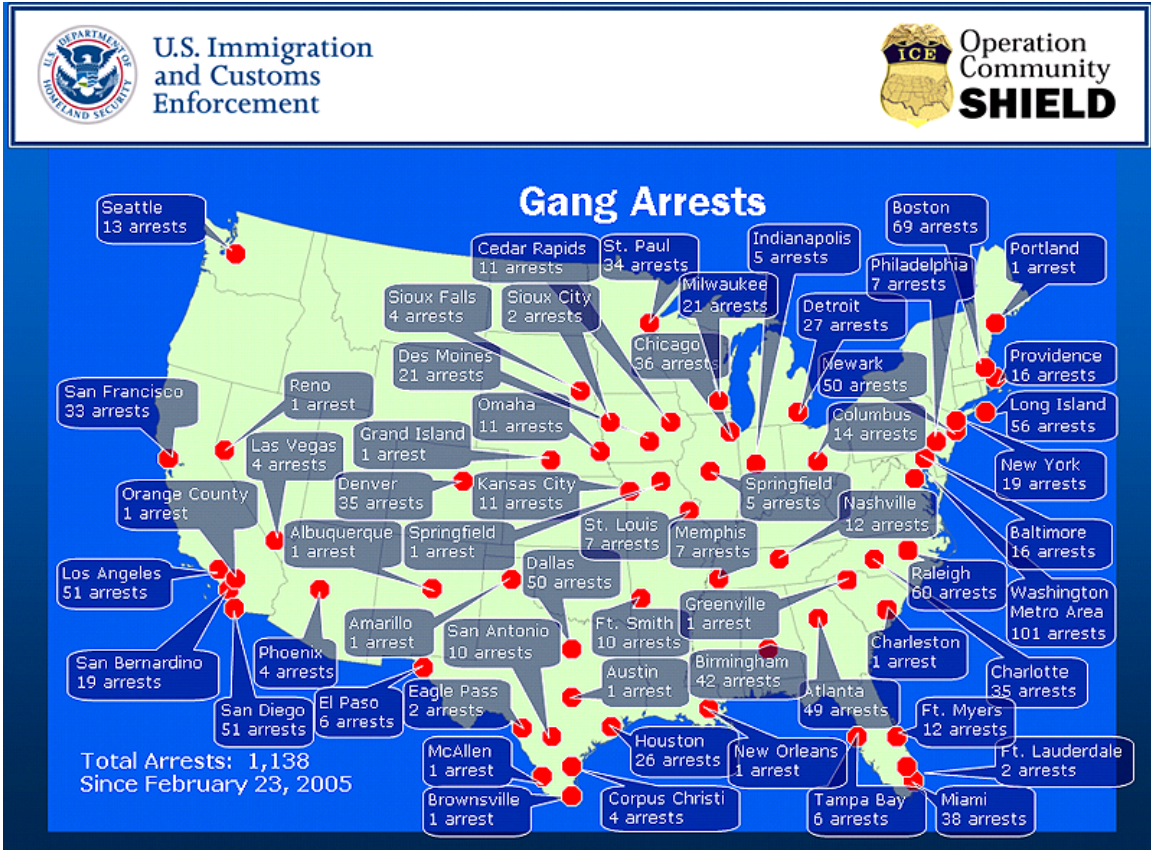 U.S. DEPARTMENT OF
HOMELAND SECURITY
U.S. Immigration
and Customs
Enforcement
ICE
Operation
Community
SHIELD
Gang Arrests
Seattle
13 arrests
Cedar Rapids
11 arrests
St. Paul
34 arrests
Indianapolis
5 arrests
Boston
69 arrests
Portland
1 arrest
Philadelphia
7 arrests
Milwaukee
21 arrests
Sioux Falls
4 arrests
Sioux City
2 arrests
Detroit
27 arrests
Chicago
36 arrests
Des Moines
21 arrests
Newark
50 arrests
Providence
16 arrests
San Francisco
33 arrests
Reno
1 arrest
Omaha
11 arrests
Columbus
14 arrests
Long Island
56 arrests
Grand Island
1 arrest
Las Vegas
4 arrests
New York
19 arrests
Denver
35 arrests
Kansas City
11 arrests
Springfield
5 arrests
Orange County
1 arrest
Nashville
12 arrests
Albuquerque
1 arrest
Springfield
1 arrest
St. Louis
7 arrests
Memphis
7 arrests
Baltimore
16 arrests
Dallas
50 arrests
Los Angeles
51 arrests
Raleigh
60 arrests
Washington
Metro Area
101 arrests
Greenville
1 arrest
Amarillo
1 arrest
San Antonio
10 arrests
Ft. Smith
10 arrests
Charleston
1 arrest
Phoenix
4 arrests
San Bernardino
19 arrests
Austin
1 arrest
Birmingham
42 arrests
Charlotte
35 arrests
Eagle Pass
2 arrests
Atlanta
49 arrests
El Paso
6 arrests
San Diego
51 arrests
Ft. Myers
12 arrests
Houston
26 arrests
New Orleans
1 arrest
Ft. Lauderdale
2 arrests
McAllen
1 arrest
Total Arrests: 1,138
Since February 23, 2005
Brownsville
1 arrest
Corpus Christi
4 arrests
Tampa Bay
6 arrests
Miami
38 arrests